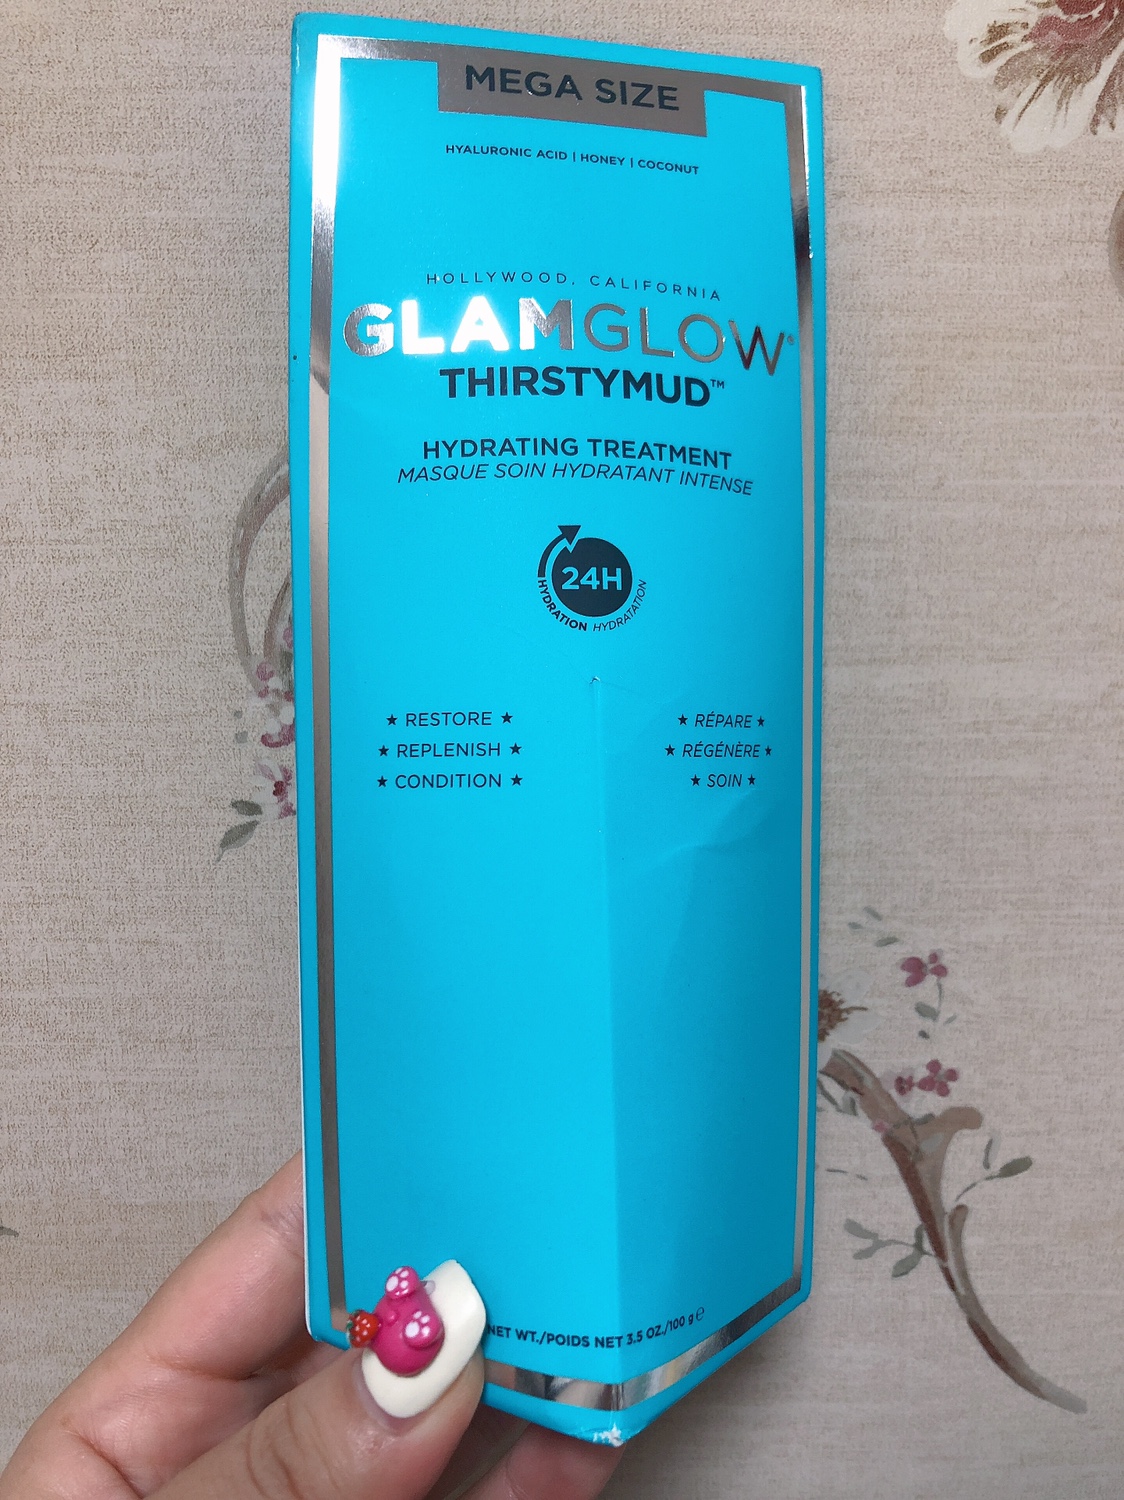 MEGA SIZE
HYALURONIC ACID | HONEY | COCONUT
HOLLYWOOD, CALIFORNIA
GLAMGLOW®
THIRSTYMUD™
HYDRATING TREATMENT
MASQUE SOIN HYDRATANT INTENSE
24H
HYDRATION HYDRATATION
★ RESTORE ★
★ REPLENISH ★
★ CONDITION ★
★ RÉPARE ★
★ RÉGÉNÈRE ★
★ SOIN ★
NET WT./POIDS NET 3.5 OZ./100 g ℮